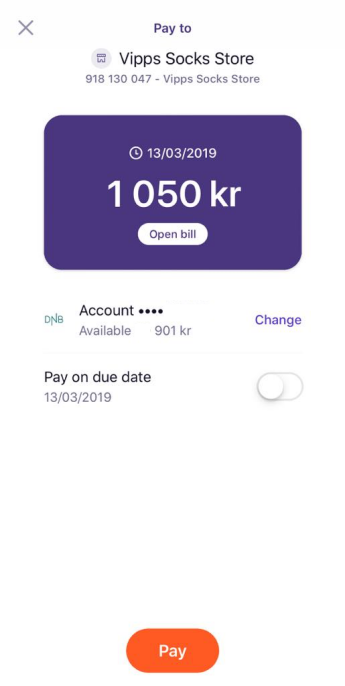 Pay to
Vipps Socks Store
918 130 047 - Vipps Socks Store
13/03/2019
1 050 kr
Open bill
DNB
Account ••••
Available 901 kr
Change
Pay on due date
13/03/2019
Pay